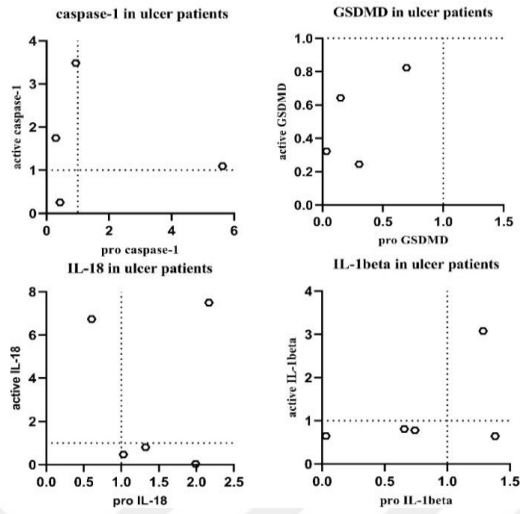 caspase-1 in ulcer patients
4
3
2
1
0
active caspase-1
0 2 4 6
pro caspase-1
GSDMD in ulcer patients
1.0
0.8
0.6
0.4
0.2
0.0
active GSDMD
0.0 0.5 1.0 1.5
pro GSDMD
IL-18 in ulcer patients
8
6
4
2
0
active IL-18
0.0 0.5 1.0 1.5 2.0 2.5
pro IL-18
IL-1beta in ulcer patients
4
3
2
1
0
active IL-1beta
0.0 0.5 1.0 1.5
pro IL-1beta